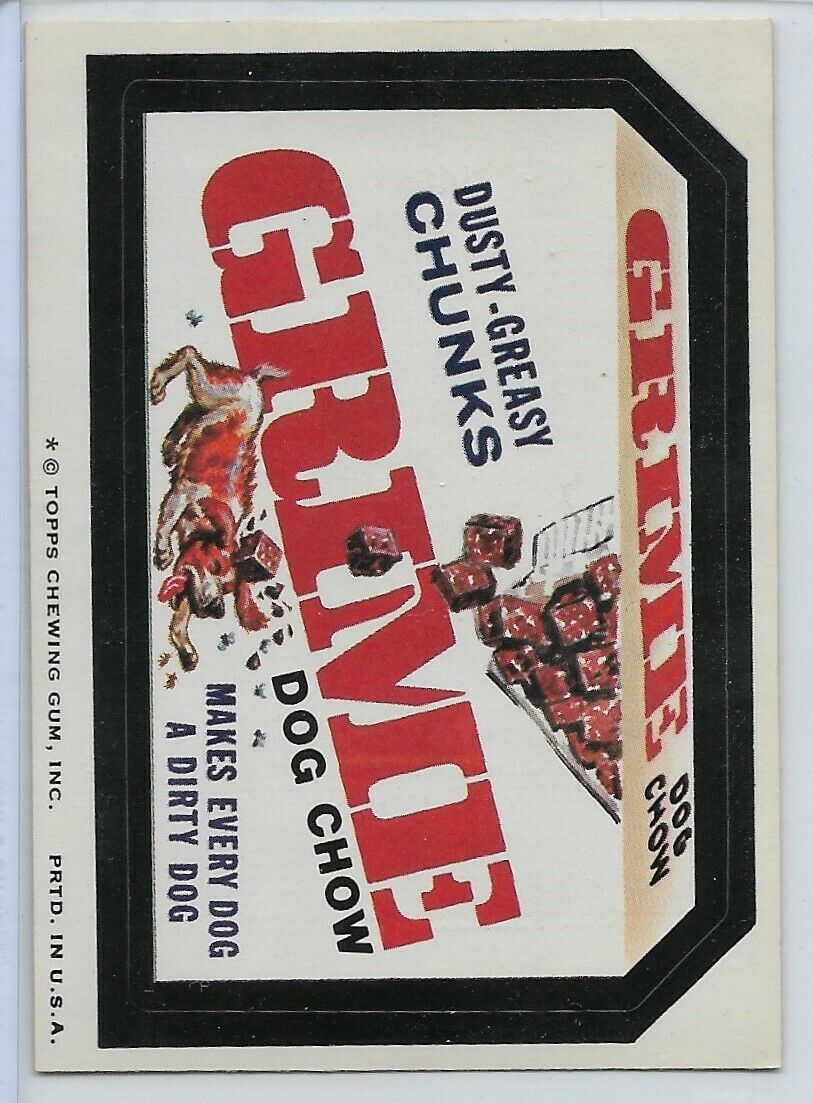 GRIME
DOG
CHOW
DUSTY-GREASY
CHUNKS
GRIME
DOG CHOW
MAKES EVERY DOG
A DIRTY DOG
* © TOPPS CHEWING GUM, INC. PRTD. IN U.S.A.